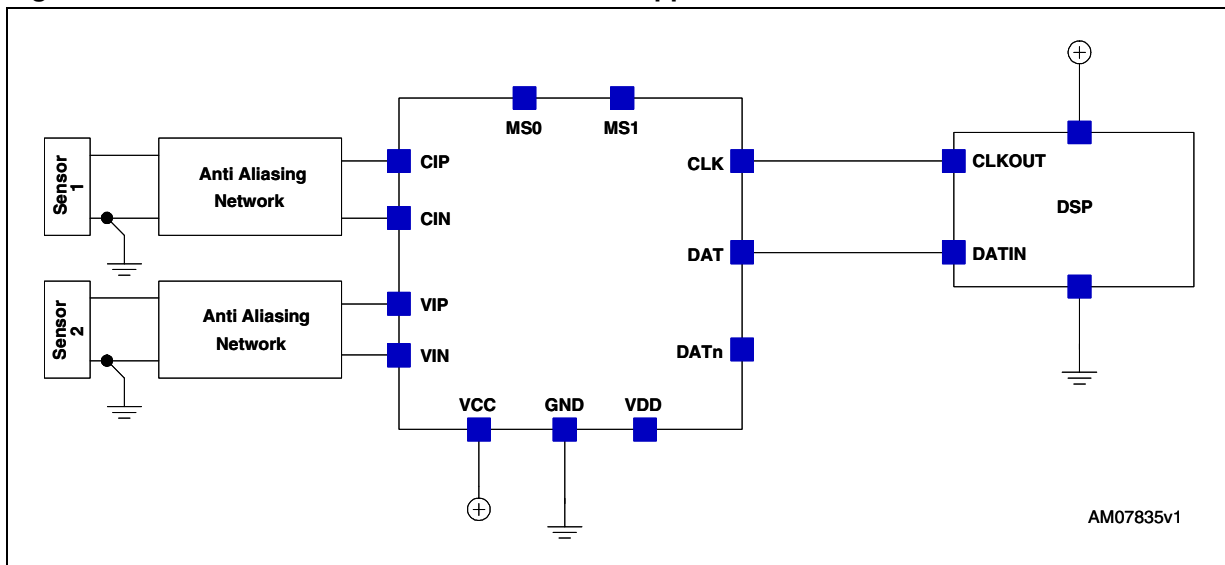 MS0
MS1
Sensor
1
Anti Aliasing
Network
CIP
CIN
CLK
CLKOUT
DSP
DAT
DATIN
Sensor
2
Anti Aliasing
Network
VIP
VIN
DATn
VCC
GND
VDD
AM07835v1